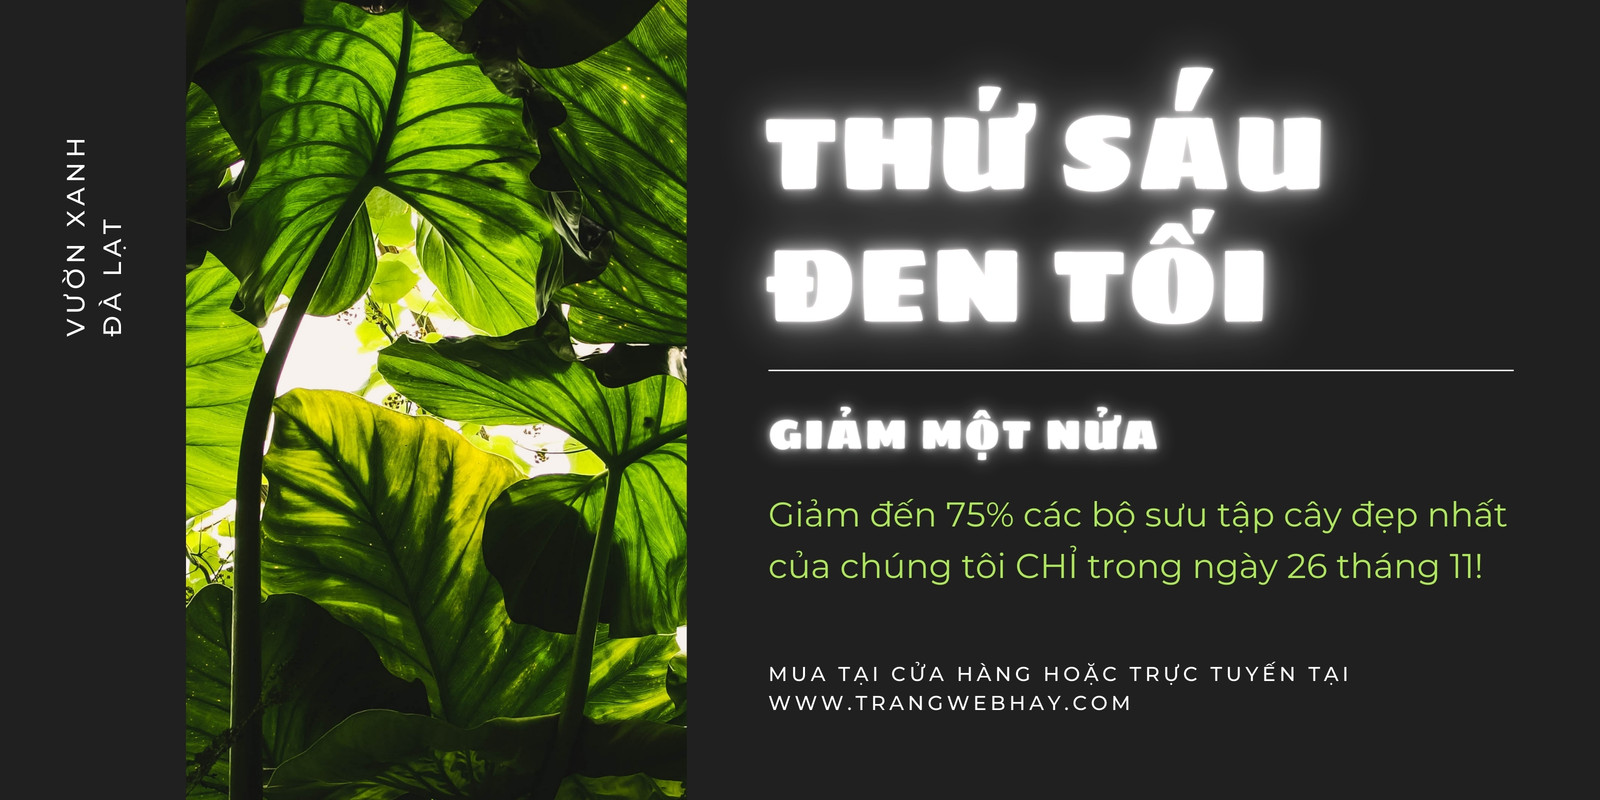 VƯỜN XANH
ĐÀ LẠT
THỨ SÁU
ĐEN TỐI
GIẢM MỘT NỬA
Giảm đến 75% các bộ sưu tập cây đẹp nhất
của chúng tôi CHỈ trong ngày 26 tháng 11!
MUA TẠI CỬA HÀNG HOẶC TRỰC TUYẾN TẠI
WWW.TRANGWEBHAY.COM